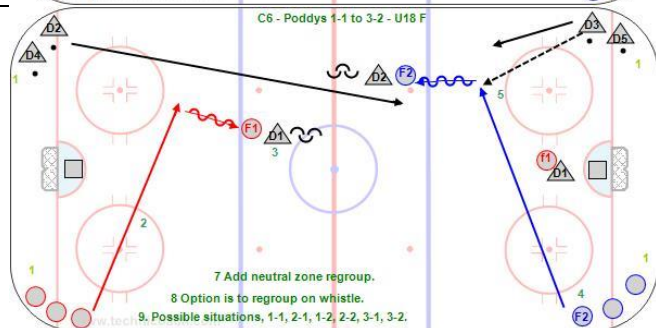 C6 - Poddys 1-1 to 3-2 - U18 F
D2
D3
D4
D5
1
1
D2
F2
5
F1
D1
3
f1
D1
2
1
1
4
F2
7 Add neutral zone regroup.
8 Option is to regroup on whistle.
9. Possible situations, 1-1, 2-1, 1-2, 2-2, 3-1, 3-2.